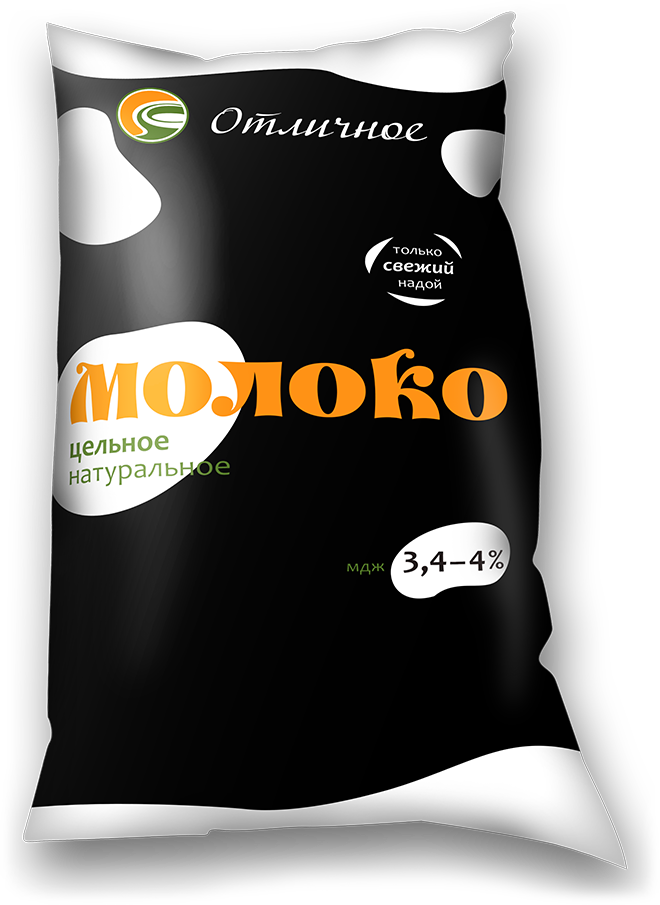 Отличное
только
свежий
надой
молоко
цельное
натуральное
мдж 3,4–4%